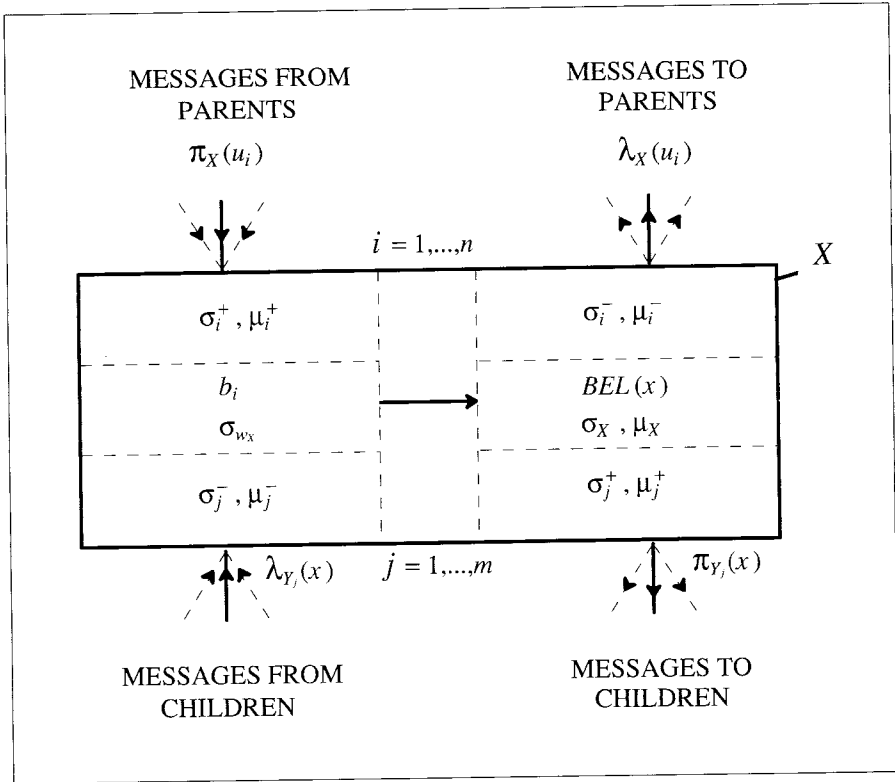 MESSAGES FROM
PARENTS
π_X(u_i)
MESSAGES TO
PARENTS
λ_X(u_i)
i = 1,...,n
X
σ_i^+ , μ_i^+
σ_i^- , μ_i^-
b_i
σ_{w_X}
BEL(x)
σ_X , μ_X
σ_j^- , μ_j^-
σ_j^+ , μ_j^+
λ_{Y_j}(x)
j = 1,...,m
π_{Y_j}(x)
MESSAGES FROM
CHILDREN
MESSAGES TO
CHILDREN